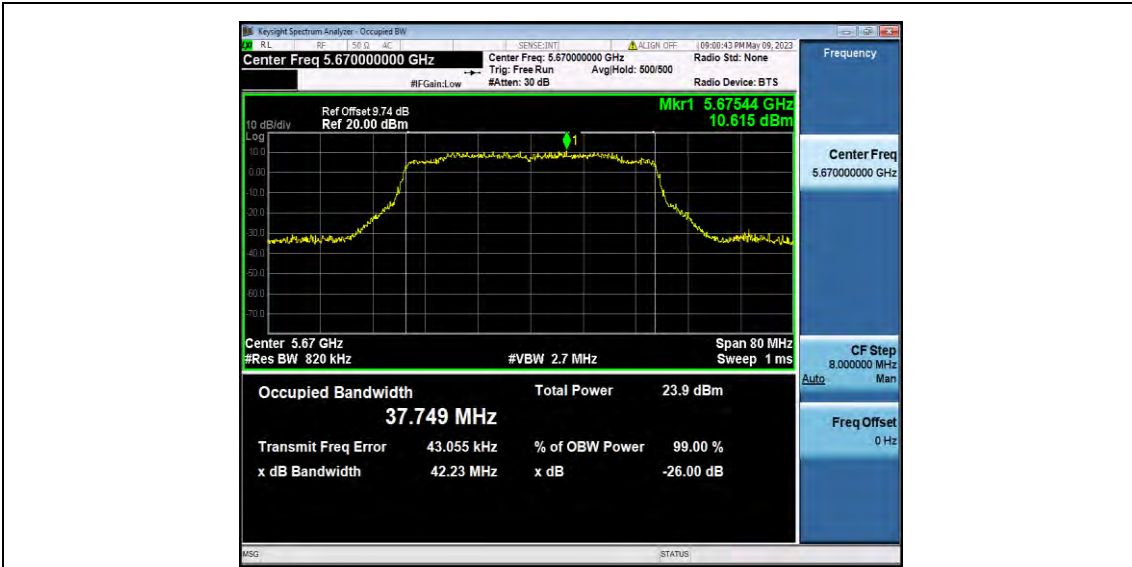 Keysight Spectrum Analyzer - Occupied BW
RL RF 50 Ω AC SENSE:INT ALIGN OFF 09:00:43 PM May 09, 2023
Center Freq 5.670000000 GHz
Center Freq: 5.670000000 GHz Radio Std: None
Trig: Free Run Avg|Hold: 500/500
#IFGain:Low #Atten: 30 dB Radio Device: BTS
Ref Offset 9.74 dB
10 dB/div Ref 20.00 dBm
Mkr1 5.67544 GHz
10.615 dBm
Log
10.0
0.00
-10.0
-20.0
-30.0
-40.0
-50.0
-60.0
-70.0
1
Center 5.67 GHz Span 80 MHz
#Res BW 820 kHz #VBW 2.7 MHz Sweep 1 ms
Occupied Bandwidth Total Power 23.9 dBm
37.749 MHz
Transmit Freq Error 43.055 kHz % of OBW Power 99.00 %
x dB Bandwidth 42.23 MHz x dB -26.00 dB
MSG STATUS
Frequency
Center Freq
5.670000000 GHz
CF Step
8.000000 MHz
Auto Man
Freq Offset
0 Hz